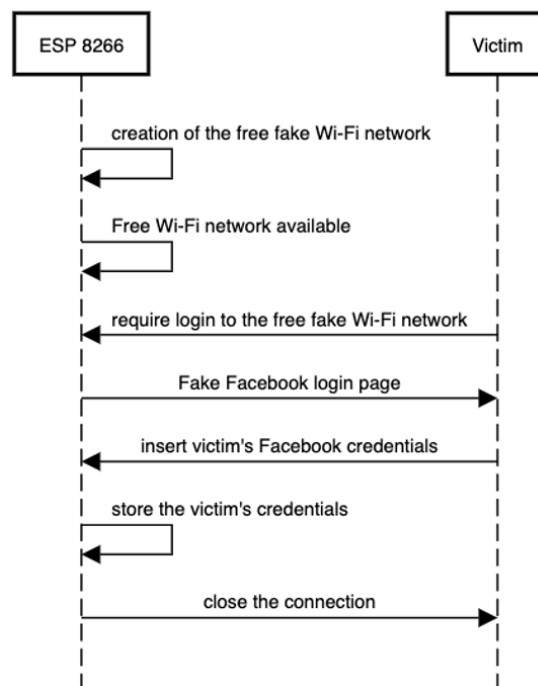 ESP 8266
Victim
creation of the free fake Wi-Fi network
Free Wi-Fi network available
require login to the free fake Wi-Fi network
Fake Facebook login page
insert victim's Facebook credentials
store the victim's credentials
close the connection